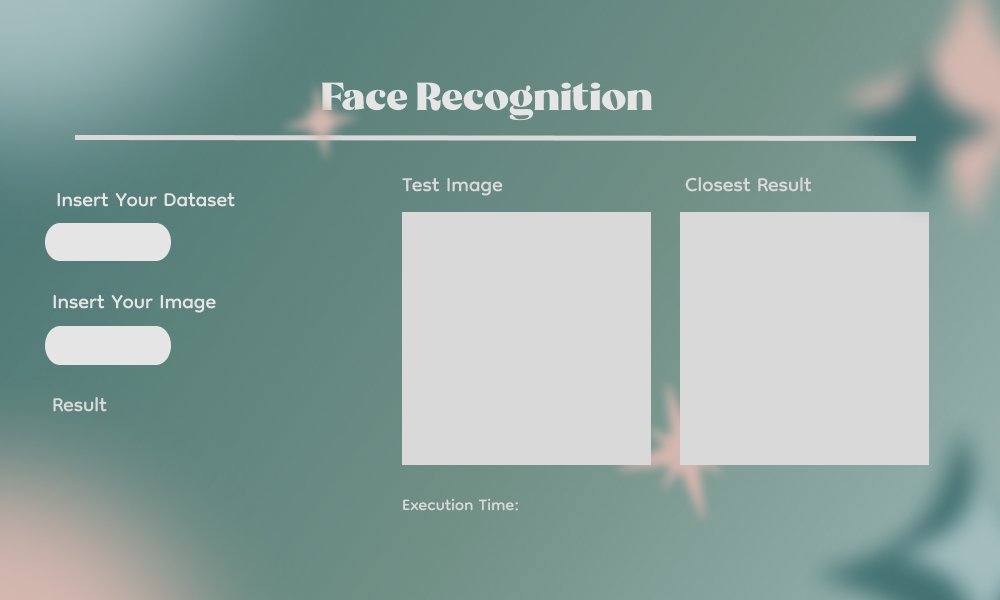 Face Recognition
Insert Your Dataset
Insert Your Image
Result
Test Image
Closest Result
Execution Time: